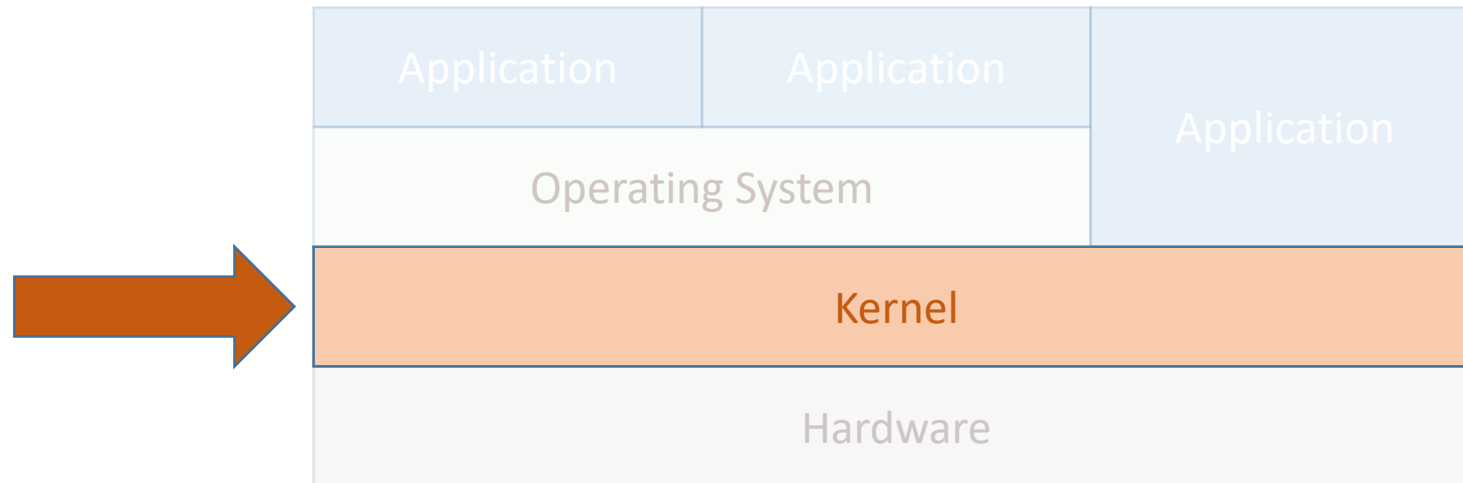 Application
Application
Application
Operating System
Kernel
Hardware